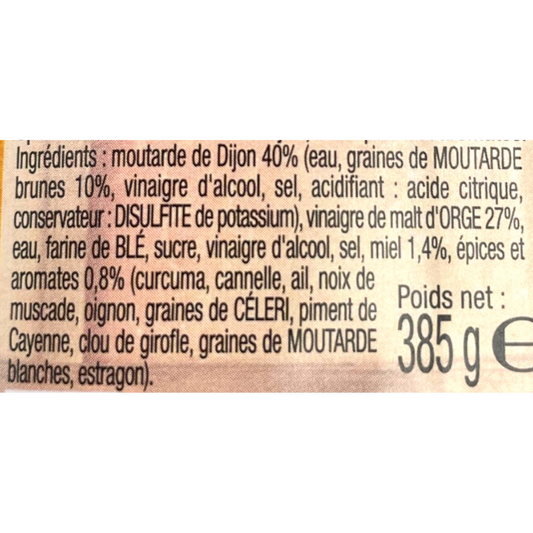 Ingrédients : moutarde de Dijon 40% (eau, graines de MOUTARDE
brunes 10%, vinaigre d'alcool, sel, acidifiant : acide citrique,
conservateur : DISULFITE de potassium), vinaigre de malt d'ORGE 27%,
eau, farine de BLÉ, sucre, vinaigre d'alcool, sel, miel 1,4%, épices et
aromates 0,8% (curcuma, cannelle, ail, noix de
muscade, oignon, graines de CÉLERI, piment de
Cayenne, clou de girofle, graines de MOUTARDE
blanches, estragon).
Poids net :
385 g e